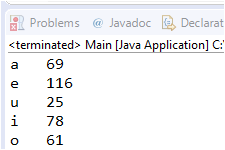 Problems @ Javadoc Declarat
<terminated> Main [Java Application] C:
a 69
e 116
u 25
i 78
o 61